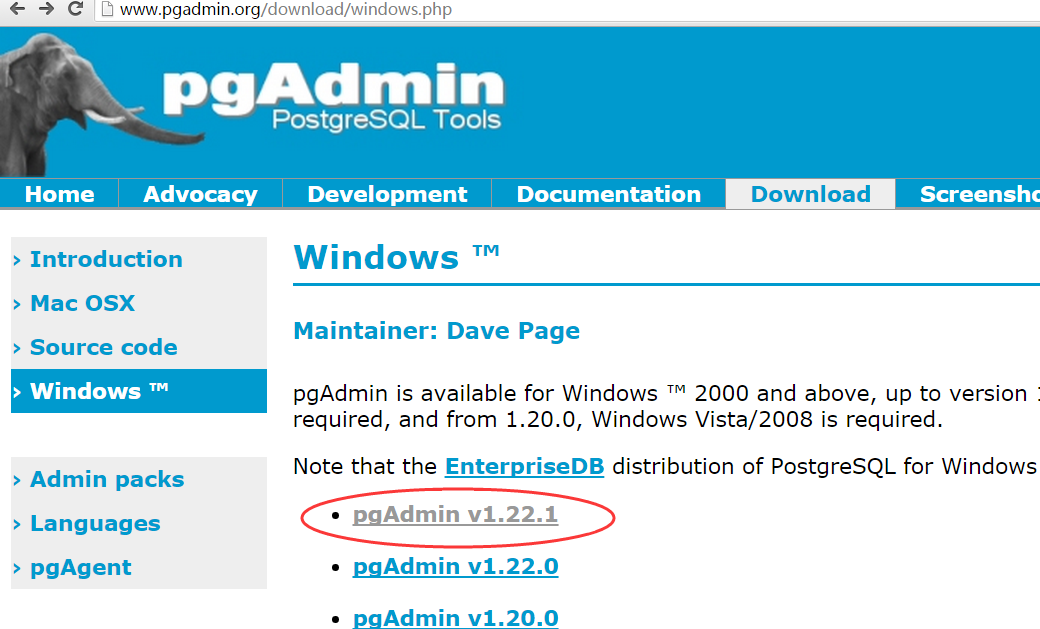 www.pgadmin.org/download/windows.php
pgAdmin
PostgreSQL Tools
Home Advocacy Development Documentation Download Screensho
› Introduction
› Mac OSX
› Source code
› Windows ™
› Admin packs
› Languages
› pgAgent
Windows ™
Maintainer: Dave Page
pgAdmin is available for Windows ™ 2000 and above, up to version 1
required, and from 1.20.0, Windows Vista/2008 is required.
Note that the EnterpriseDB distribution of PostgreSQL for Windows
• pgAdmin v1.22.1
• pgAdmin v1.22.0
• pgAdmin v1.20.0